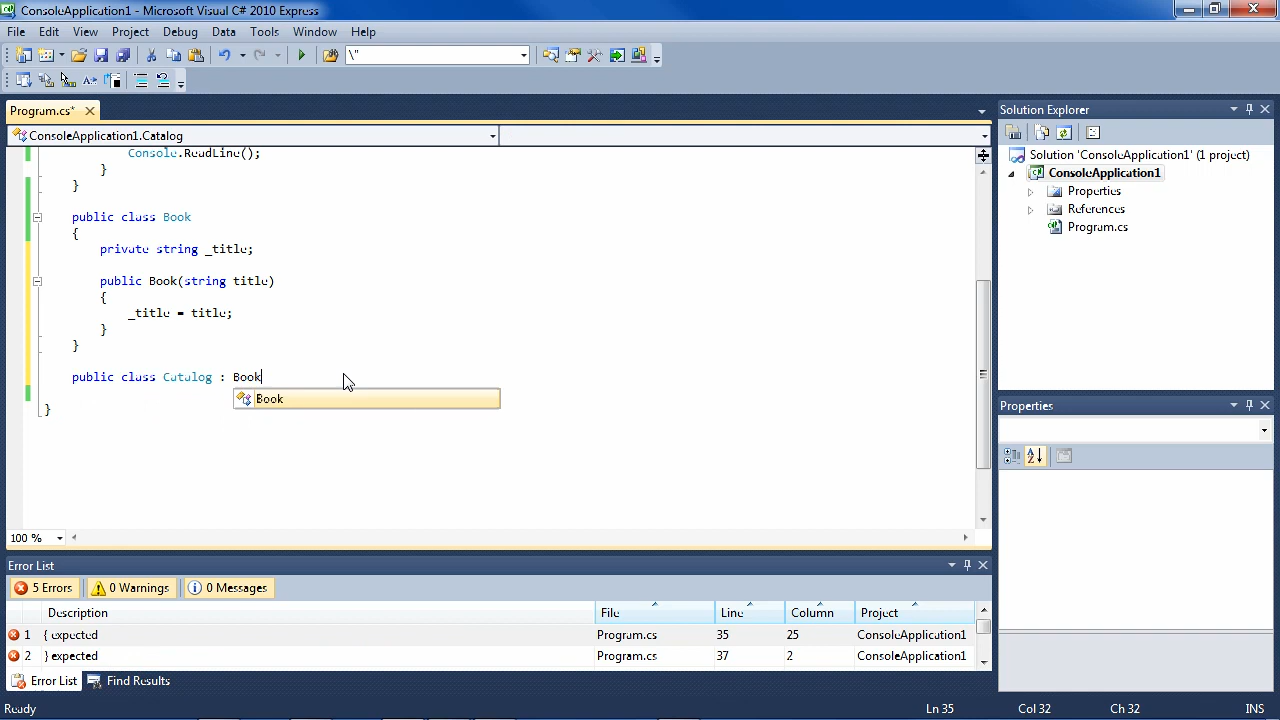 ConsoleApplication1 - Microsoft Visual C# 2010 Express
File Edit View Project Debug Data Tools Window Help
\"
Program.cs*
ConsoleApplication1.Catalog
Console.ReadLine();
}
}
public class Book
{
private string _title;
public Book(string title)
{
_title = title;
}
}
public class Catalog : Book
Book
}
100 %
Solution Explorer
Solution 'ConsoleApplication1' (1 project)
ConsoleApplication1
Properties
References
Program.cs
Properties
Error List
5 Errors 0 Warnings 0 Messages
Description File Line Column Project
1 { expected Program.cs 35 25 ConsoleApplication1
2 } expected Program.cs 37 2 ConsoleApplication1
Error List Find Results
Ready Ln 35 Col 32 Ch 32 INS